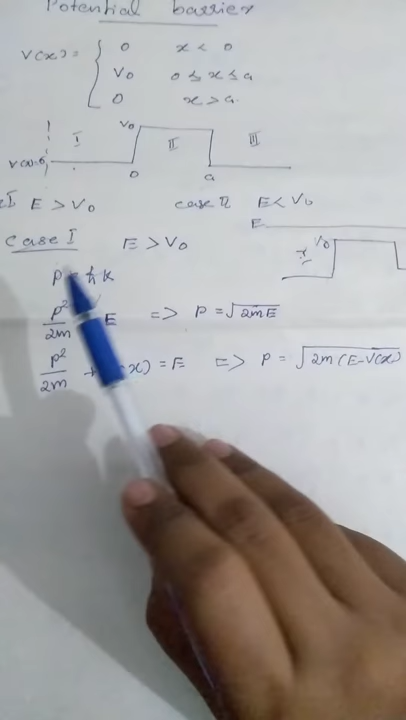 Potential barrier
V(x) = { 0 x < 0
V₀ 0 ≤ x ≤ a
0 x > a.
V₀ I II III
0 a
I E > V₀ case II E < V₀
E
Case I E > V₀
V₀
p = ℏk
p²/2m = E => p = √2mE
p²/2m + (x) = E => p = √2m(E-V(x))